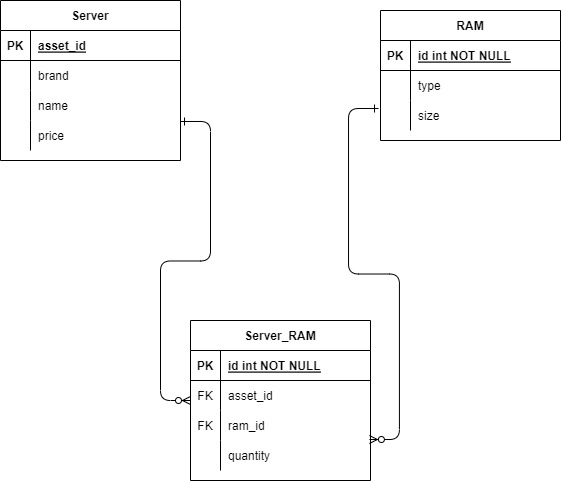 Server
PK asset_id
brand
name
price
RAM
PK id int NOT NULL
type
size
Server_RAM
PK id int NOT NULL
FK asset_id
FK ram_id
quantity